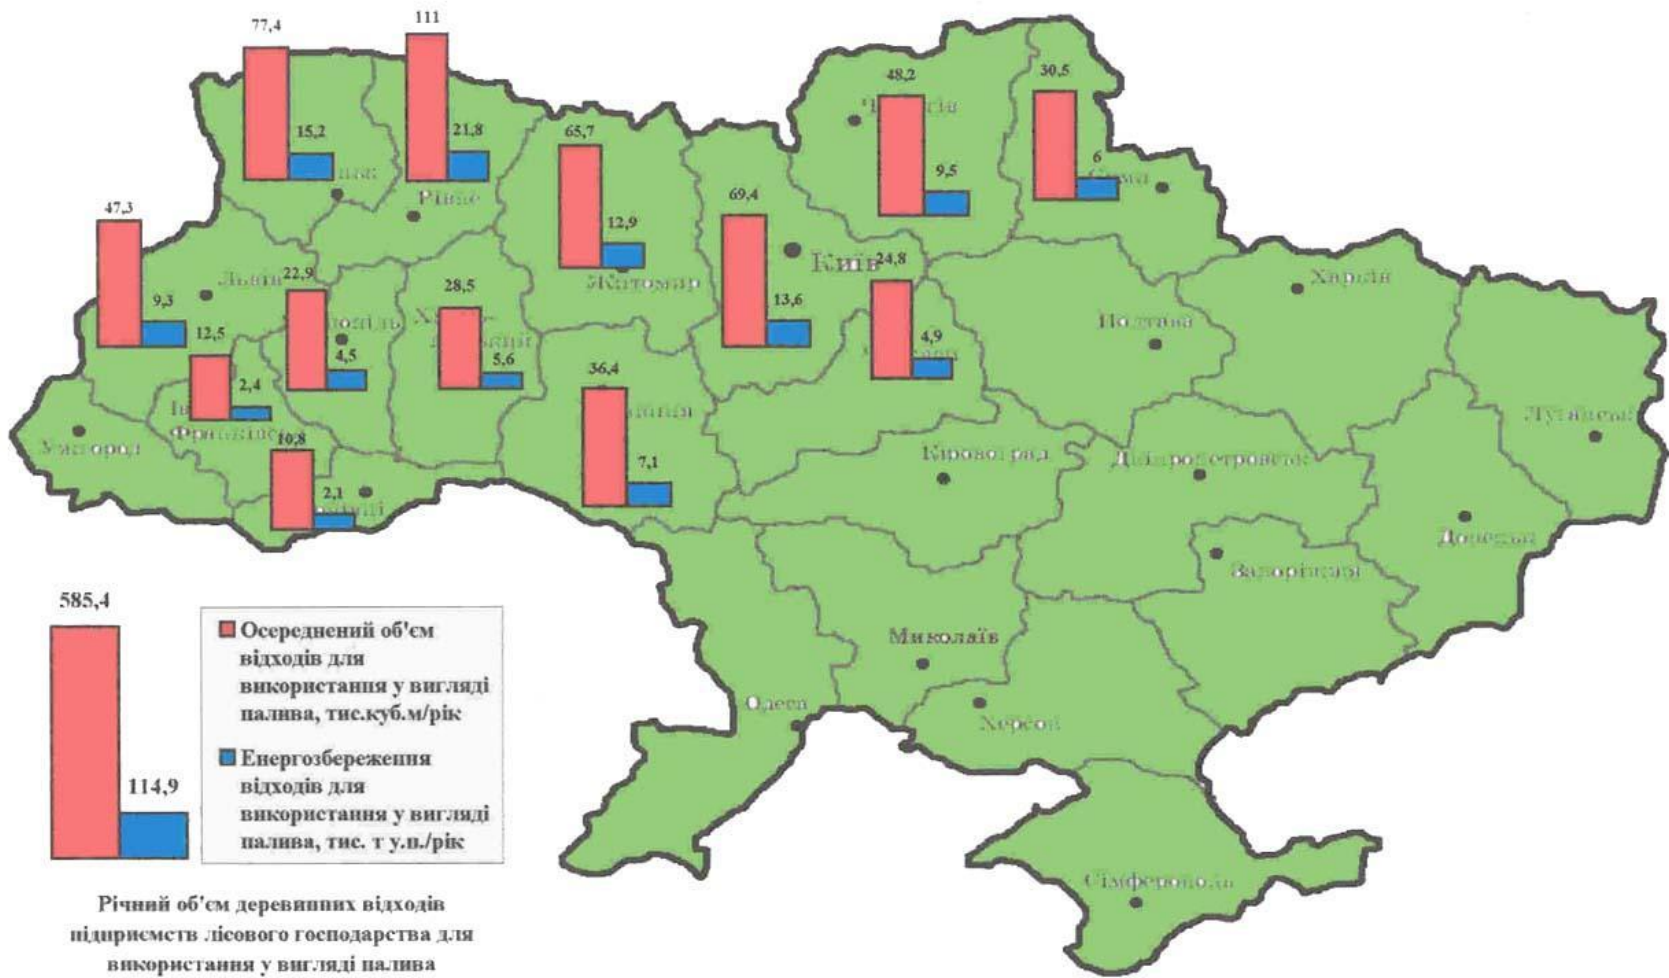 77,4
111
15,2
21,8
Рівне
65,7
12,9
Житомир
48,2
9,5
30,5
6
69,4
13,6
Київ
24,8
4,9
47,3
9,3
Львів
22,9
4,5
28,5
5,6
12,5
2,4
10,8
2,1
36,4
7,1
Ужгород
Харків
Полтава
Луганськ
Кіровоград
Дніпропетровськ
Донецьк
Запоріжжя
Миколаїв
Одеса
Херсон
Сімферополь
585,4
114,9
Осереднений об'єм
відходів для
використання у вигляді
палива, тис.куб.м/рік
Енергозбереження
відходів для
використання у вигляді
палива, тис. т у.п./рік
Річний об'єм деревинних відходів
підприємств лісового господарства для
використання у вигляді палива